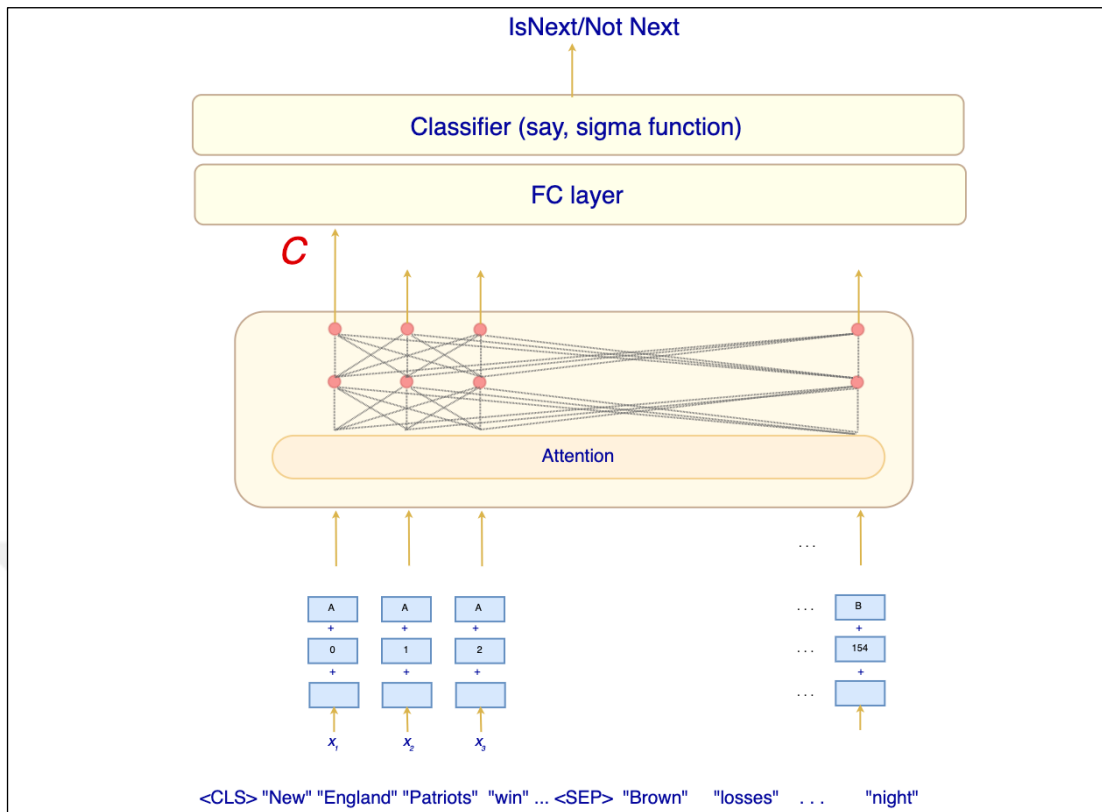 IsNext/Not Next
Classifier (say, sigma function)
FC layer
C
Attention
. . .
A A A . . . B
+ + + +
0 1 2 . . . 154
+ + + +
. . .
x1 x2 x3
<CLS> "New" "England" "Patriots" "win" ... <SEP> "Brown" "losses" . . . "night"